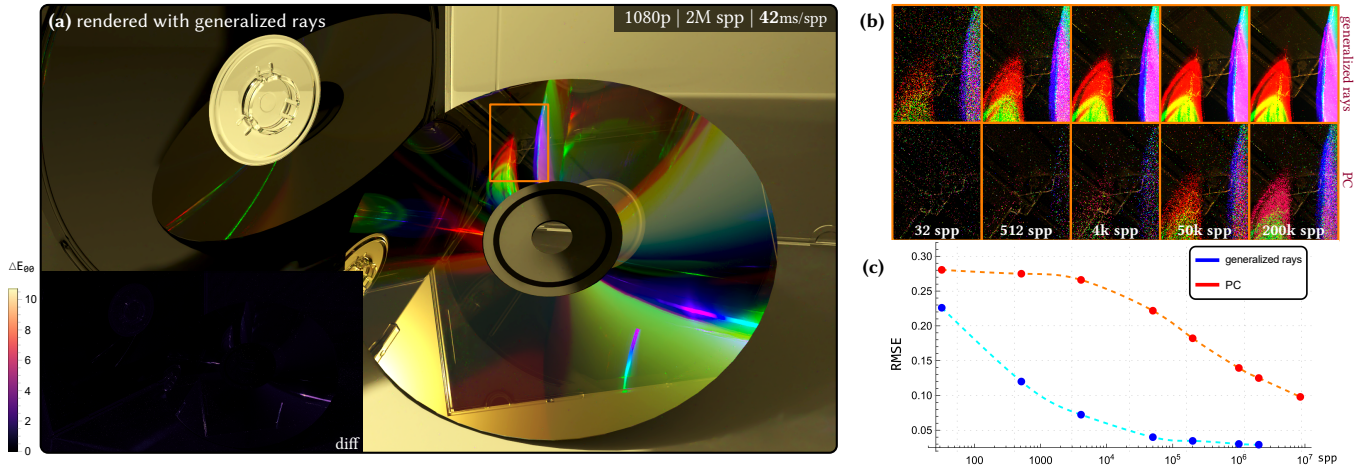 (a) rendered with generalized rays
1080p | 2M spp | 42ms/spp
ΔE₀₀
10
8
6
4
2
0
diff
(b)
generalized rays
PC
32 spp
512 spp
4k spp
50k spp
200k spp
(c)
generalized rays
PC
RMSE
0.30
0.25
0.20
0.15
0.10
0.05
100
1000
10⁴
10⁵
10⁶
10⁷
spp